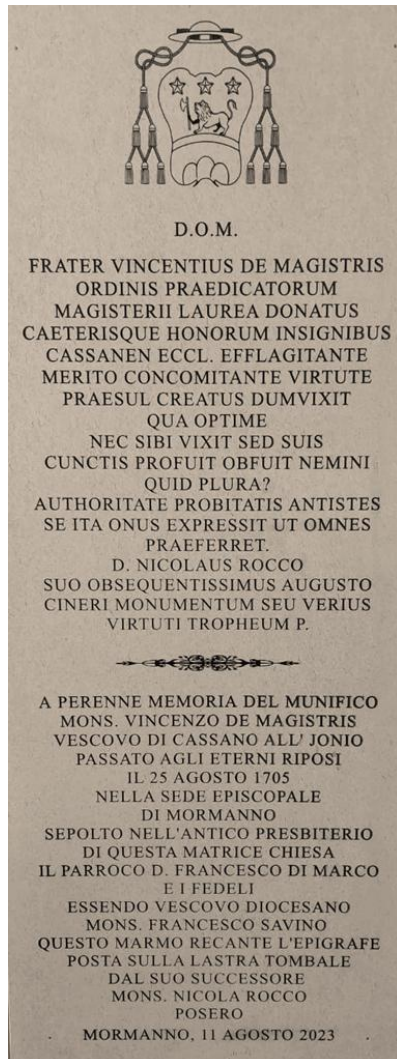 D.O.M.
FRATER VINCENTIUS DE MAGISTRIS
ORDINIS PRAEDICATORUM
MAGISTERII LAUREA DONATUS
CAETERISQUE HONORUM INSIGNIBUS
CASSANEN ECCL. EFFLAGITANTE
MERITO CONCOMITANTE VIRTUTE
PRAESUL CREATUS DUMVIXIT
QUA OPTIME
NEC SIBI VIXIT SED SUIS
CUNCTIS PROFUIT OBFUIT NEMINI
QUID PLURA?
AUTHORITATE PROBITATIS ANTISTES
SE ITA ONUS EXPRESSIT UT OMNES
PRAEFERRET.
D. NICOLAUS ROCCO
SUO OBSEQUENTISSIMUS AUGUSTO
CINERI MONUMENTUM SEU VERIUS
VIRTUTI TROPHEUM P.
A PERENNE MEMORIA DEL MUNIFICO
MONS. VINCENZO DE MAGISTRIS
VESCOVO DI CASSANO ALL' JONIO
PASSATO AGLI ETERNI RIPOSI
IL 25 AGOSTO 1705
NELLA SEDE EPISCOPALE
DI MORMANNO
SEPOLTO NELL'ANTICO PRESBITERIO
DI QUESTA MATRICE CHIESA
IL PARROCO D. FRANCESCO DI MARCO
E I FEDELI
ESSENDO VESCOVO DIOCESANO
MONS. FRANCESCO SAVINO
QUESTO MARMO RECANTE L'EPIGRAFE
POSTA SULLA LASTRA TOMBALE
DAL SUO SUCCESSORE
MONS. NICOLA ROCCO
POSERO
MORMANNO, 11 AGOSTO 2023